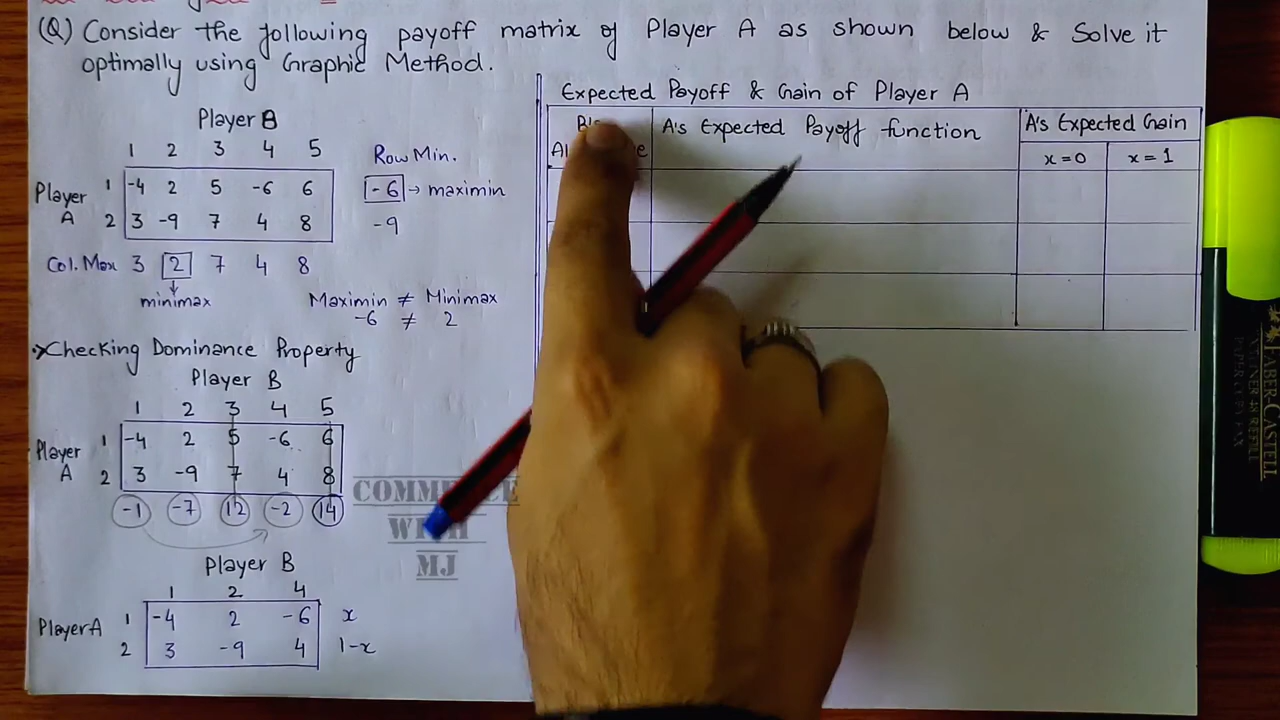 (Q) Consider the following payoff matrix of Player A as shown below & Solve it
optimally using Graphic Method.
Player B
1 2 3 4 5 Row Min.
Player 1 -4 2 5 -6 6 -6 → maximin
A 2 3 -9 7 4 8 -9
Col. Max 3 2 7 4 8
minimax
Maximin ≠ Minimax
-6 ≠ 2
Checking Dominance Property
Player B
1 2 3 4 5
Player 1 -4 2 5 -6 6
A 2 3 -9 7 4 8
-1 -7 12 -2 14
Player B
1 2 4
Player A 1 -4 2 -6 x
2 3 -9 4 1-x
Expected Payoff & Gain of Player A
A's Expected Payoff function A's Expected Gain
x=0 x=1
COMMERCE
WITH
MJ
FABER-CASTELL